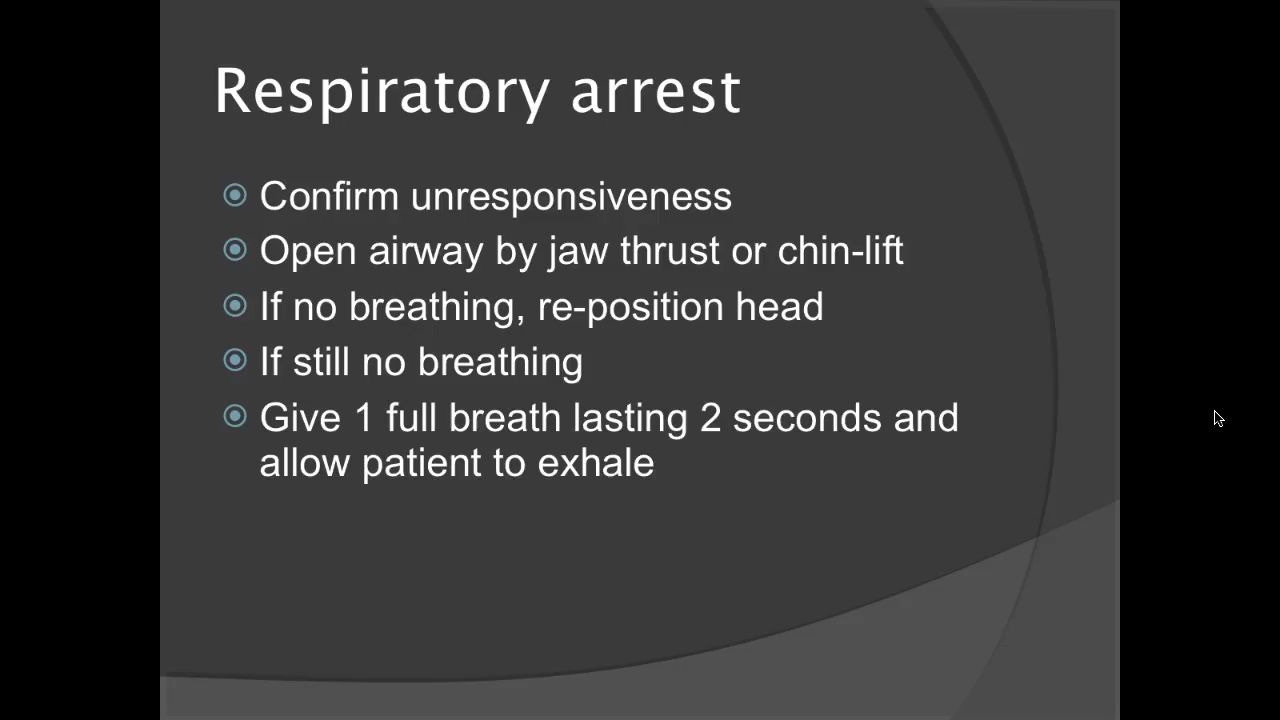 Respiratory arrest
Confirm unresponsiveness
Open airway by jaw thrust or chin-lift
If no breathing, re-position head
If still no breathing
Give 1 full breath lasting 2 seconds and
allow patient to exhale